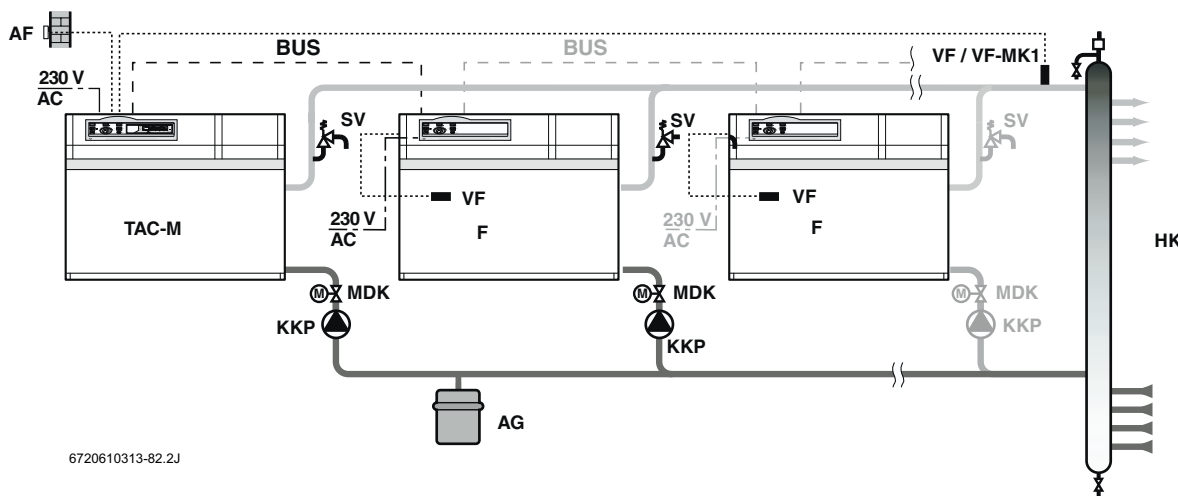 AF
BUS
BUS
VF / VF-MK1
230 V
AC
SV
SV
SV
VF
VF
TAC-M
F
F
230 V
AC
230 V
AC
HK
M
MDK
M
MDK
M
MDK
KKP
KKP
KKP
AG
6720610313-82.2J